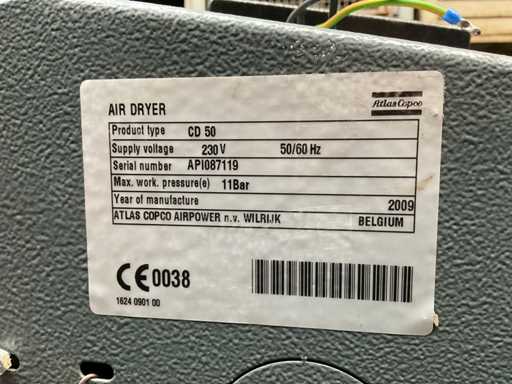 AIR DRYER
Atlas Copco
Product type CD 50
Supply voltage 230 V 50/60 Hz
Serial number API087119
Max. work. pressure(e) 11Bar
Year of manufacture 2009
ATLAS COPCO AIRPOWER n.v. WILRIJK BELGIUM
CE 0038
1624 0901 00